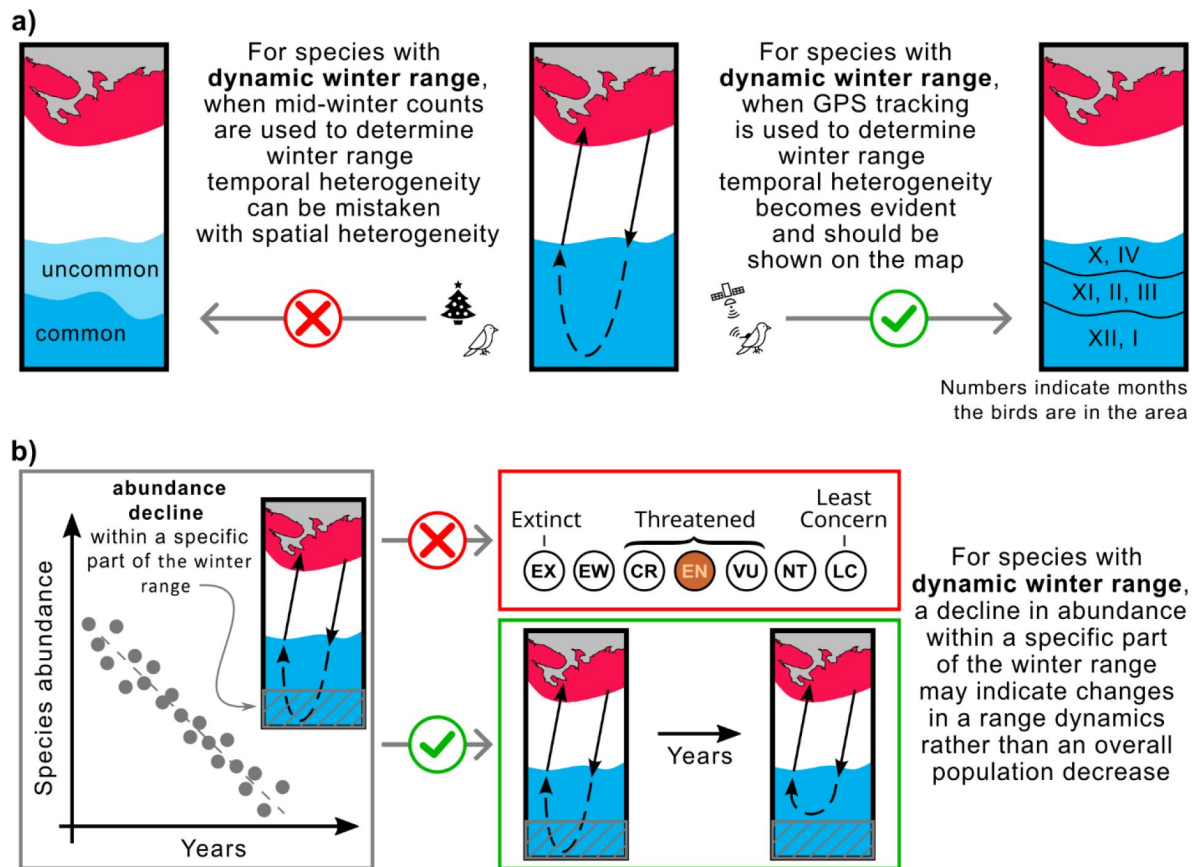 a)
For species with
dynamic winter range,
when mid-winter counts
are used to determine
winter range
temporal heterogeneity
can be mistaken
with spatial heterogeneity
For species with
dynamic winter range,
when GPS tracking
is used to determine
winter range
temporal heterogeneity
becomes evident
and should be
shown on the map
uncommon
common
X, IV
XI, II, III
XII, I
Numbers indicate months
the birds are in the area
b)
abundance
decline
within a specific
part of the winter
range
Species abundance
Years
Extinct
Threatened
Least
Concern
EX
EW
CR
EN
VU
NT
LC
Years
For species with
dynamic winter range,
a decline in abundance
within a specific part
of the winter range
may indicate changes
in a range dynamics
rather than an overall
population decrease